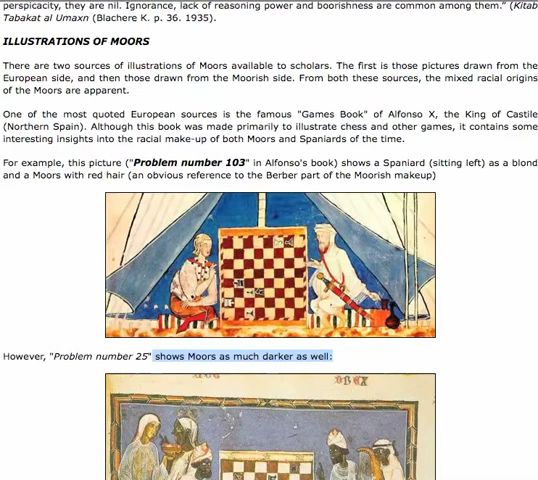 perspicacity, they are nil. Ignorance, lack of reasoning power and boorishness are common among them." (Kitab
Tabakat al Umaxn (Blachere K. p. 36. 1935).
ILLUSTRATIONS OF MOORS
There are two sources of illustrations of Moors available to scholars. The first is those pictures drawn from the
European side, and then those drawn from the Moorish side. From both these sources, the mixed racial origins
of the Moors are apparent.
One of the most quoted European sources is the famous "Games Book" of Alfonso X, the King of Castile
(Northern Spain). Although this book was made primarily to illustrate chess and other games, it contains some
interesting insights into the racial make-up of both Moors and Spaniards of the time.
For example, this picture ("Problem number 103" in Alfonso's book) shows a Spaniard (sitting left) as a blond
and a Moors with red hair (an obvious reference to the Berber part of the Moorish makeup)
However, "Problem number 25" shows Moors as much darker as well: